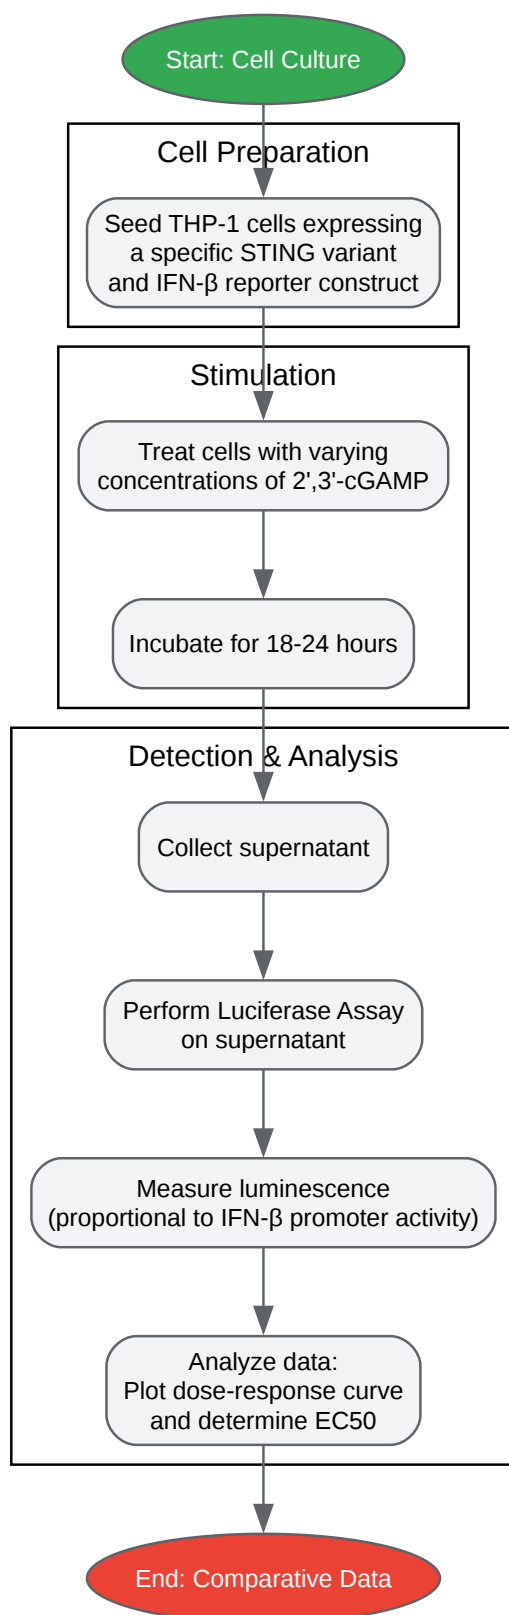 Start: Cell Culture
Cell Preparation
Seed THP-1 cells expressing
a specific STING variant
and IFN-β reporter construct
Stimulation
Treat cells with varying
concentrations of 2',3'-cGAMP
Incubate for 18-24 hours
Detection & Analysis
Collect supernatant
Perform Luciferase Assay
on supernatant
Measure luminescence
(proportional to IFN-β promoter activity)
Analyze data:
Plot dose-response curve
and determine EC50
End: Comparative Data